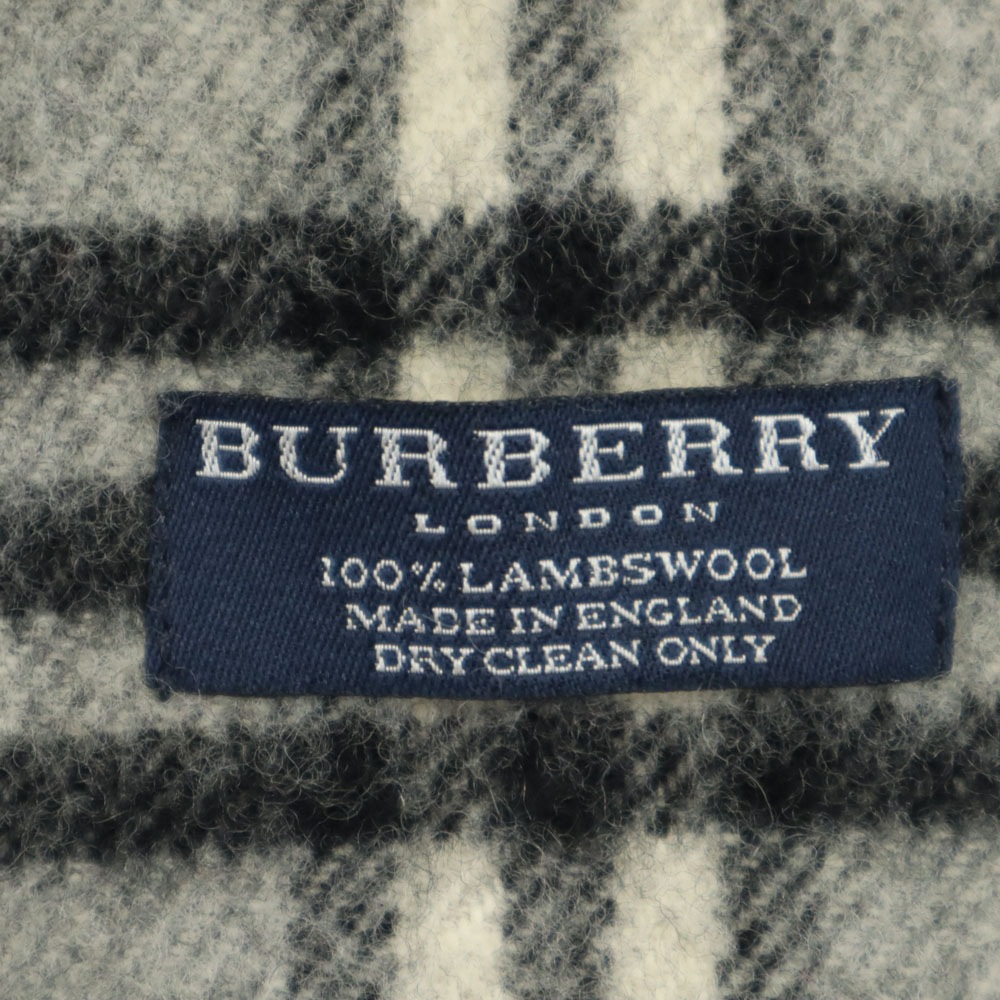 BURBERRY
LONDON
100% LAMBSWOOL
MADE IN ENGLAND
DRY CLEAN ONLY